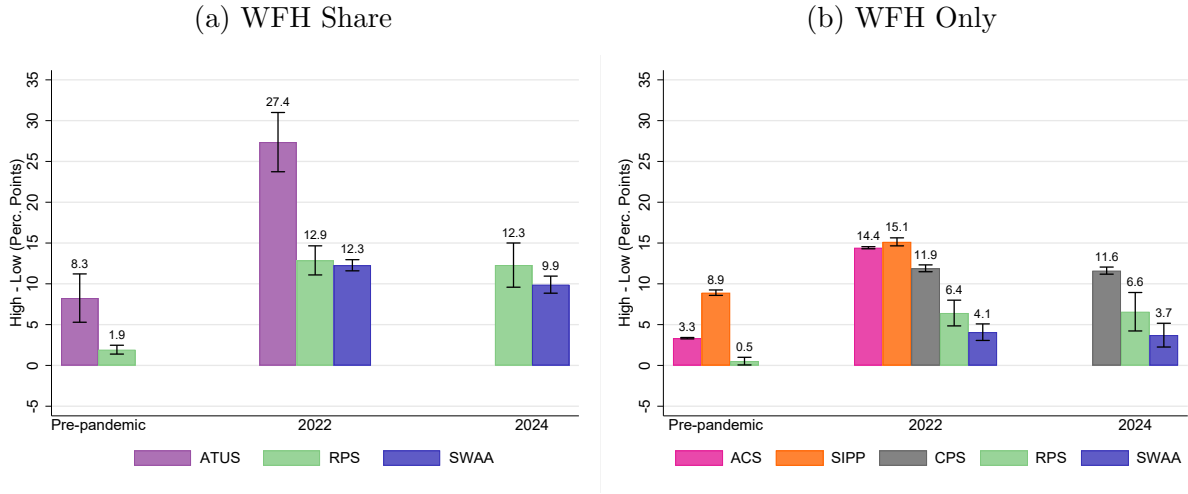 (a) WFH Share
High - Low (Perc. Points)
35
30
25
20
15
10
5
0
-5
8.3
1.9
27.4
12.9
12.3
12.3
9.9
Pre-pandemic
2022
2024
ATUS
RPS
SWAA
(b) WFH Only
High - Low (Perc. Points)
35
30
25
20
15
10
5
0
-5
3.3
8.9
0.5
14.4
15.1
11.9
6.4
4.1
11.6
6.6
3.7
Pre-pandemic
2022
2024
ACS
SIPP
CPS
RPS
SWAA